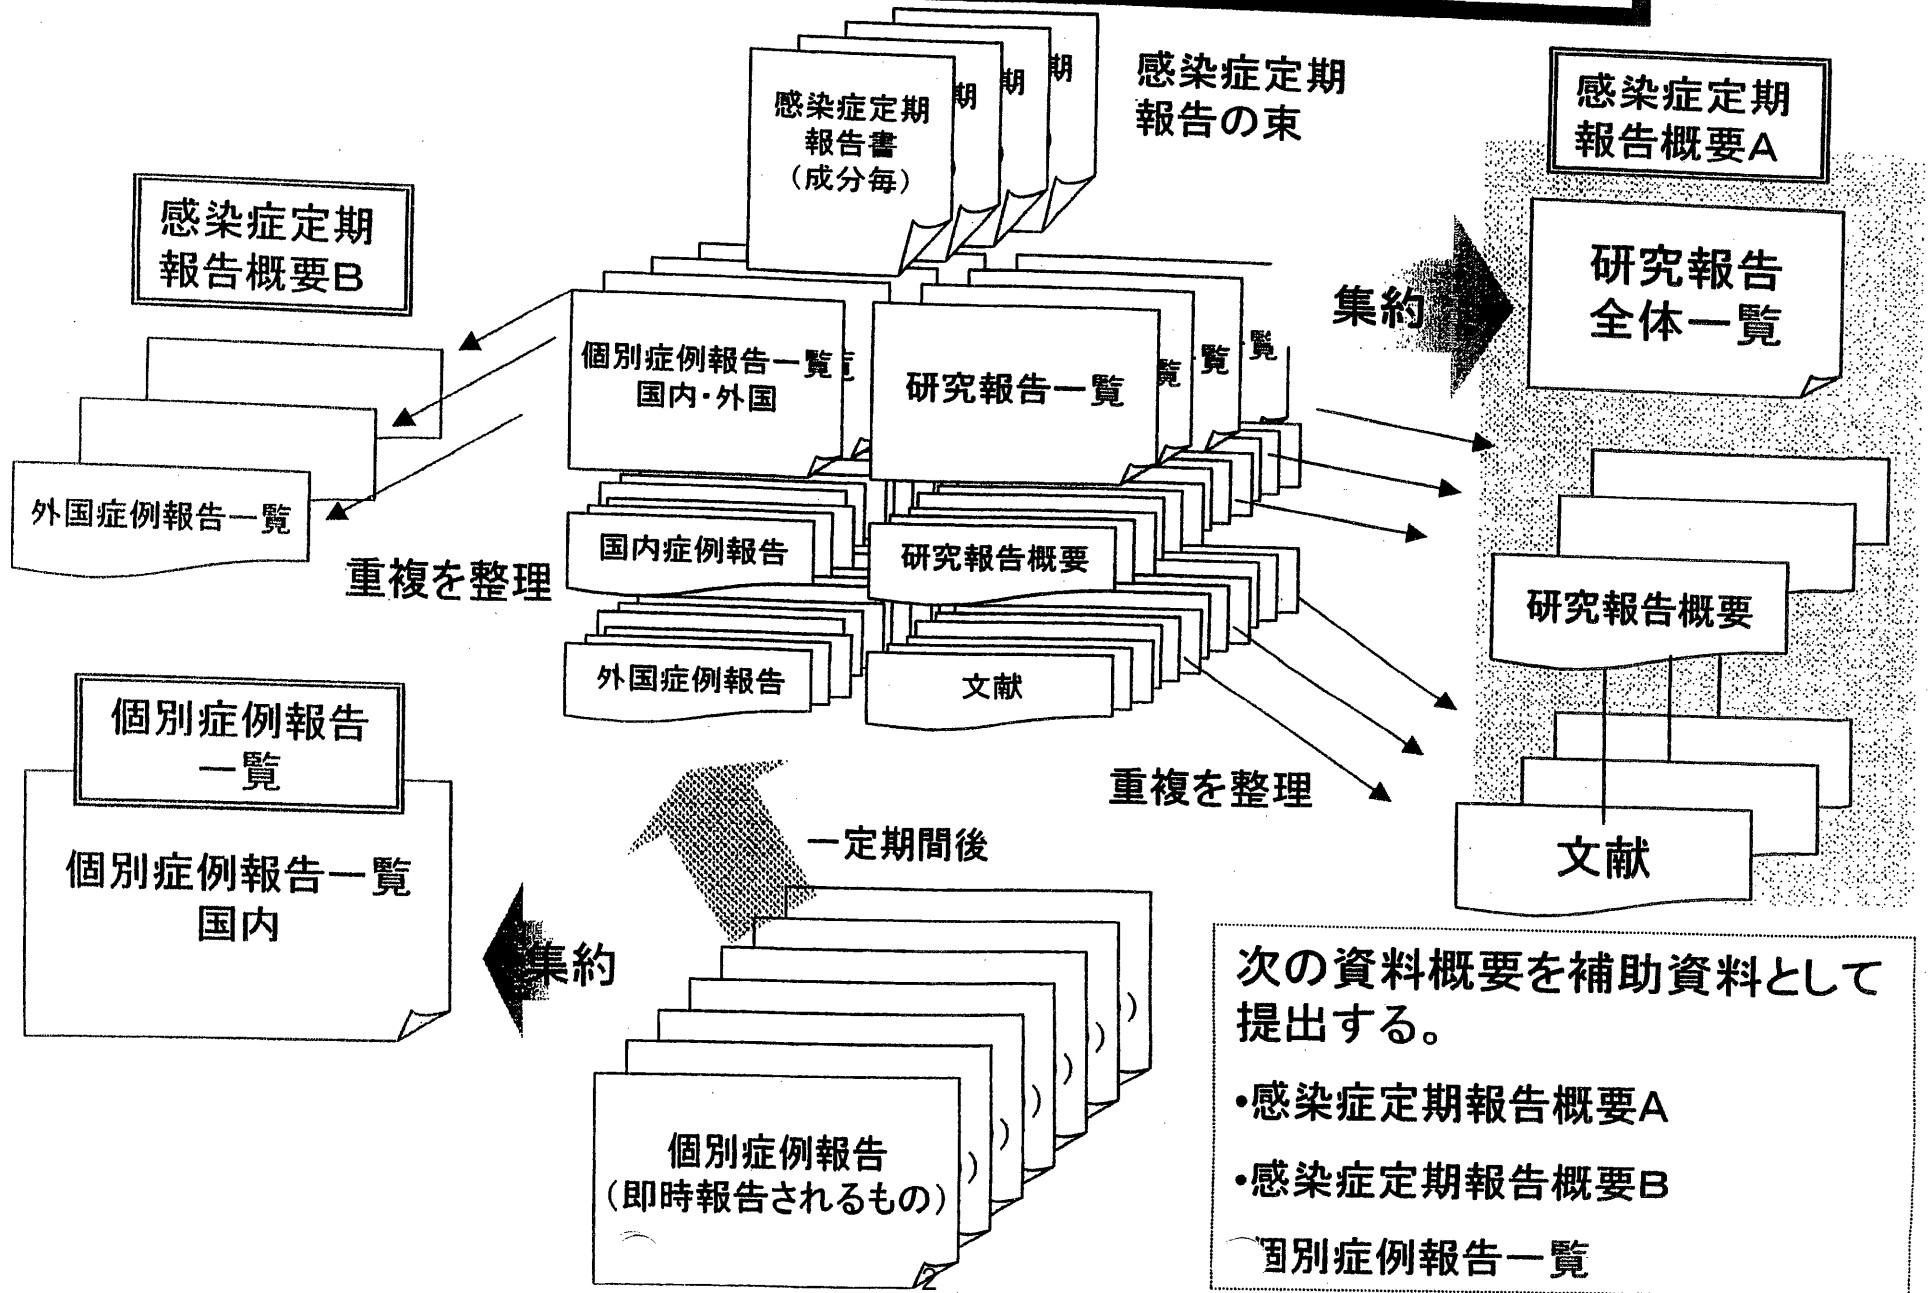 期
期
期
感染症定期
報告書
（成分毎）
感染症定期
報告の束
感染症定期
報告概要A
感染症定期
報告概要B
研究報告
全体一覧
集約
個別症例報告一覧
国内・外国
研究報告一覧
覧
覧
一覧
外国症例報告一覧
重複を整理
国内症例報告
研究報告概要
外国症例報告
文献
研究報告概要
個別症例報告
一覧
個別症例報告一覧
国内
重複を整理
一定期間後
文献
集約
個別症例報告
（即時報告されるもの）
）
）
）
）
）
）
次の資料概要を補助資料として
提出する。
・感染症定期報告概要A
・感染症定期報告概要B
個別症例報告一覧
2